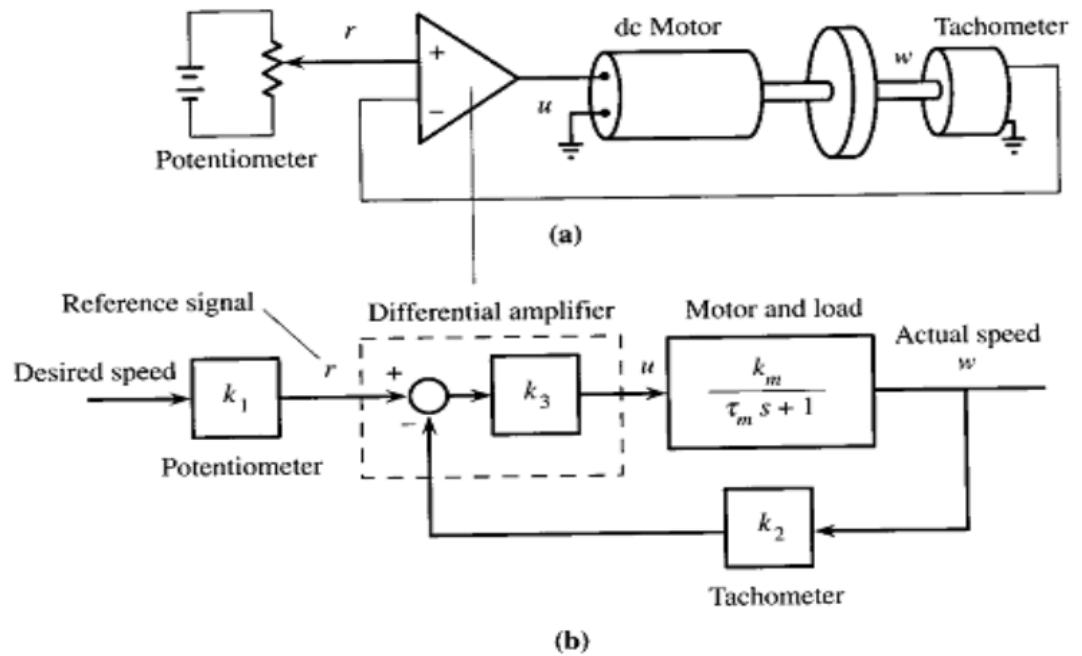 dc Motor
Tachometer
r
+
−
u
w
Potentiometer
(a)
Reference signal
Differential amplifier
Motor and load
Actual speed
w
Desired speed
k1
r
+
−
k3
u
km
τm s + 1
Potentiometer
k2
Tachometer
(b)